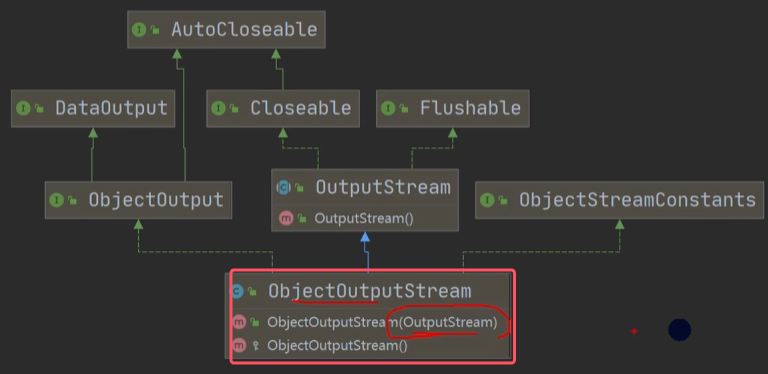 AutoCloseable
DataOutput
Closeable
Flushable
ObjectOutput
OutputStream
OutputStream()
ObjectStreamConstants
ObjectOutputStream
ObjectOutputStream(OutputStream)
ObjectOutputStream()